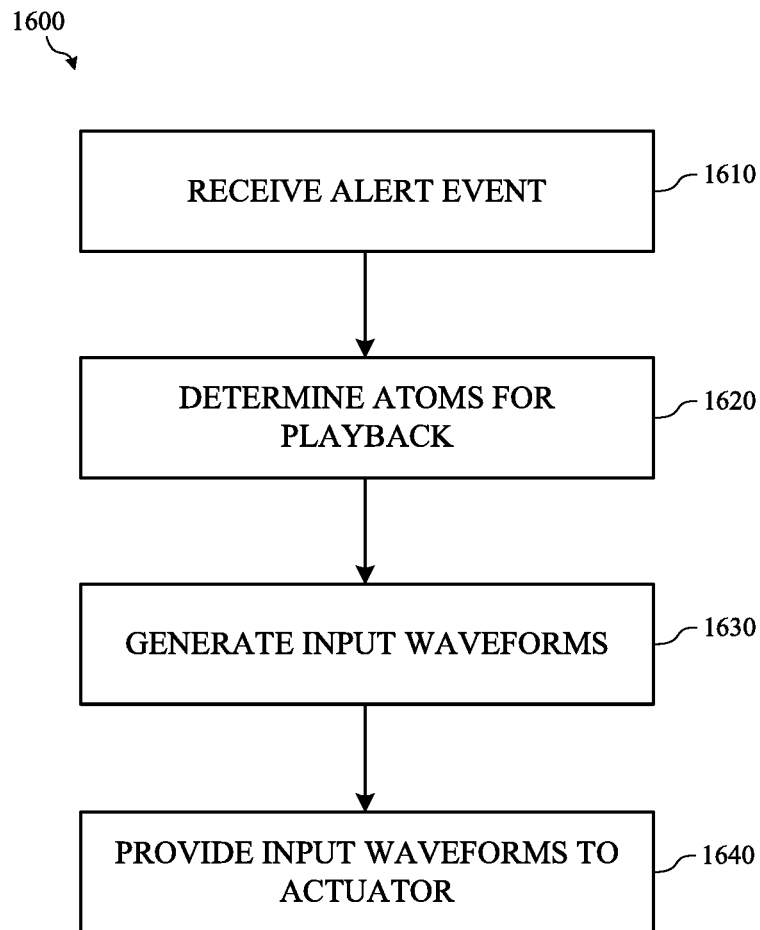 1600
RECEIVE ALERT EVENT
1610
DETERMINE ATOMS FOR
PLAYBACK
1620
GENERATE INPUT WAVEFORMS
1630
PROVIDE INPUT WAVEFORMS TO
ACTUATOR
1640